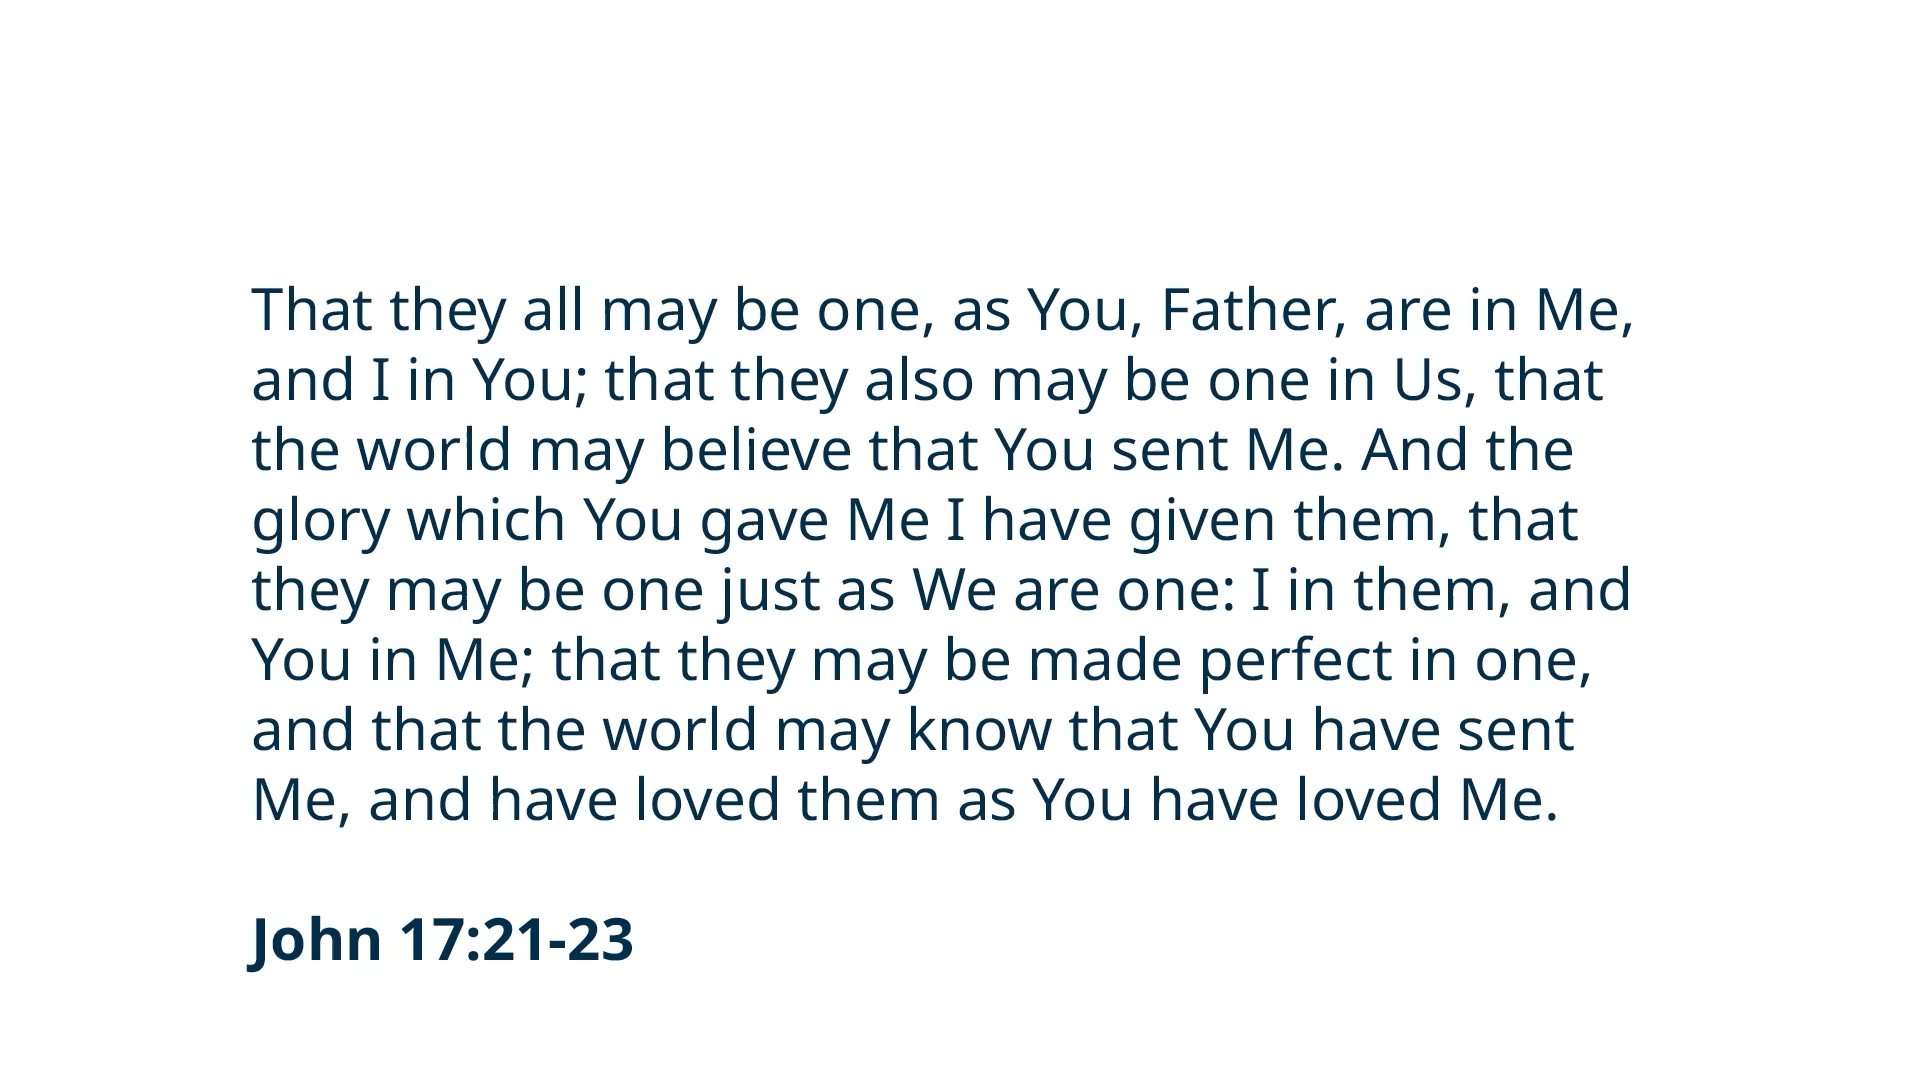 That they all may be one, as You, Father, are in Me,
and I in You; that they also may be one in Us, that
the world may believe that You sent Me. And the
glory which You gave Me I have given them, that
they may be one just as We are one: I in them, and
You in Me; that they may be made perfect in one,
and that the world may know that You have sent
Me, and have loved them as You have loved Me.
John 17:21-23